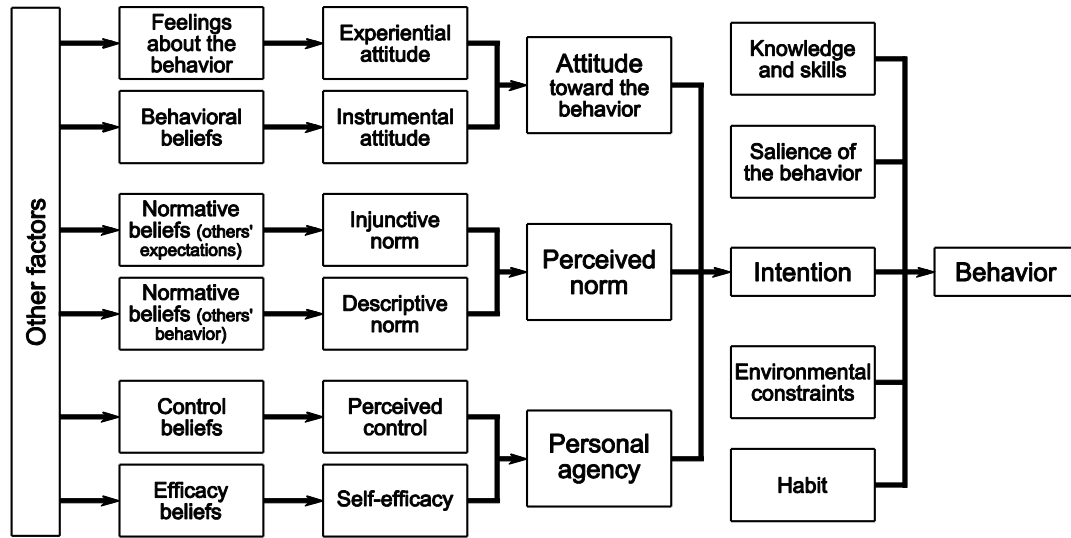 Other factors
Feelings
about the
behavior
Experiential
attitude
Behavioral
beliefs
Instrumental
attitude
Attitude
toward the
behavior
Normative
beliefs (others'
expectations)
Injunctive
norm
Normative
beliefs (others'
behavior)
Descriptive
norm
Perceived
norm
Control
beliefs
Perceived
control
Efficacy
beliefs
Self-efficacy
Personal
agency
Knowledge
and skills
Salience of
the behavior
Intention
Environmental
constraints
Habit
Behavior